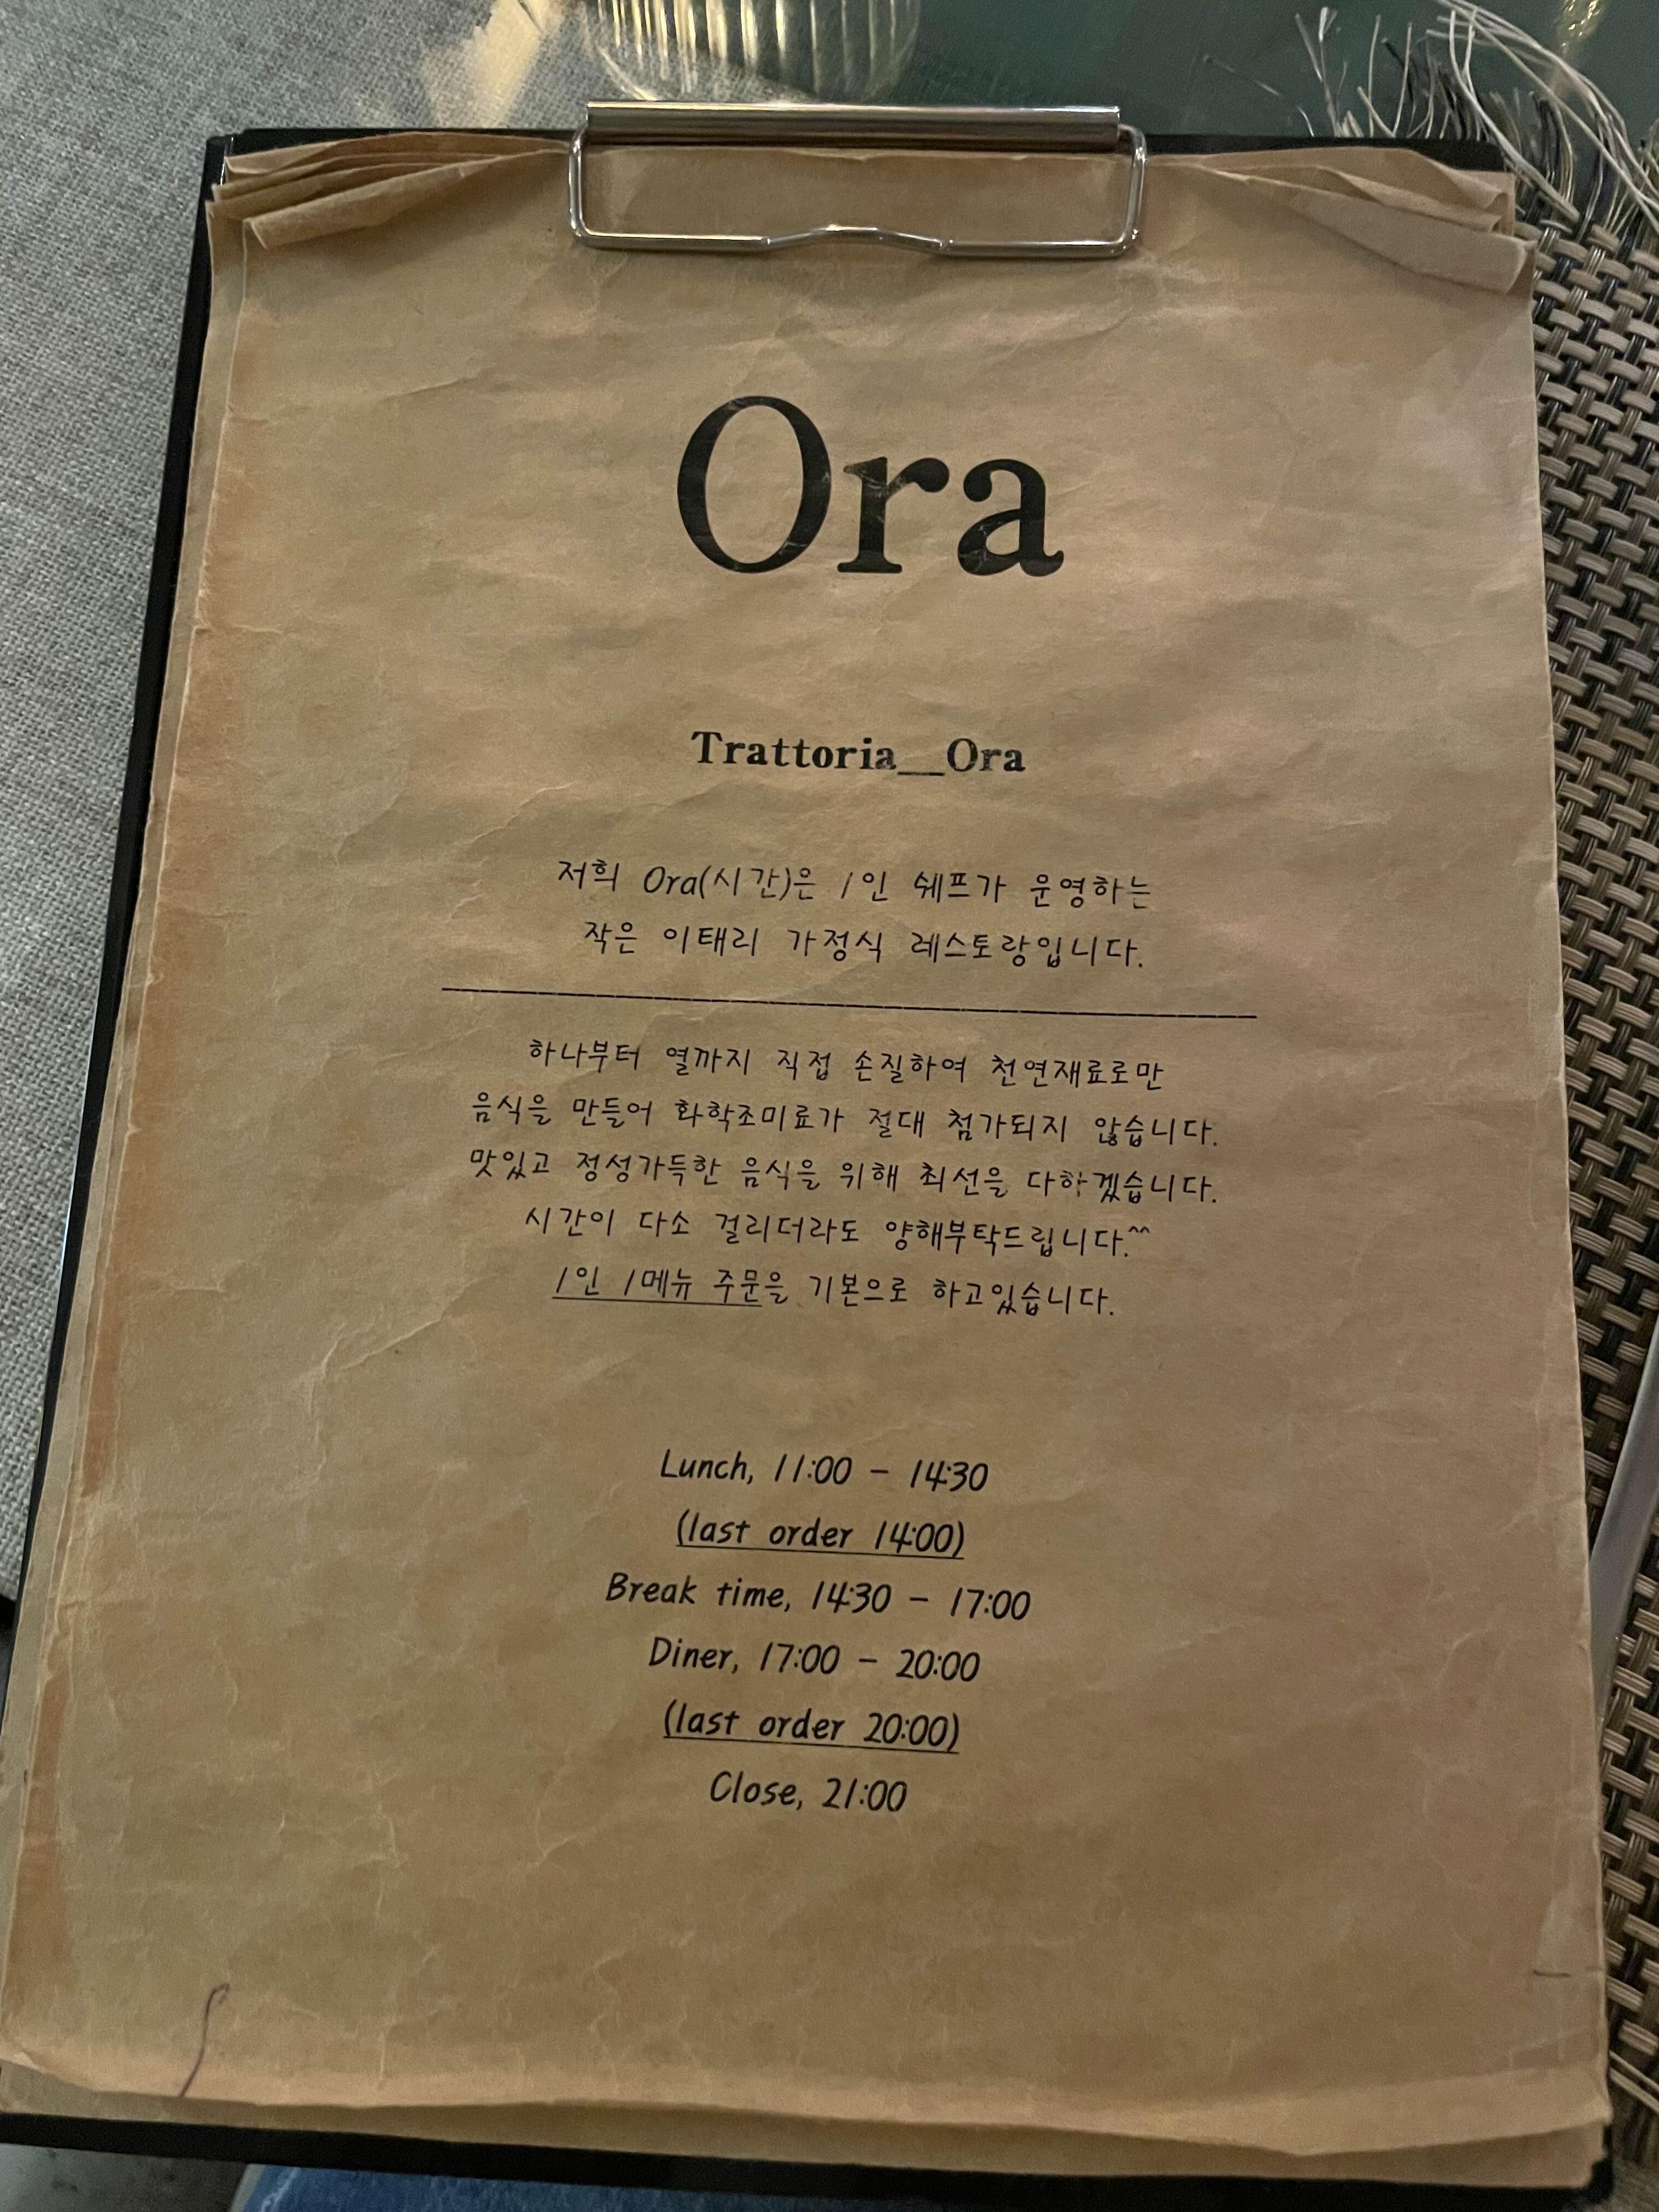 Ora
Trattoria__Ora
저희 Ora(시간)은 1인 쉐프가 운영하는
작은 이태리 가정식 레스토랑입니다.
하나부터 열까지 직접 손질하여 천연재료로만
음식을 만들어 화학조미료가 절대 첨가되지 않습니다.
맛있고 정성가득한 음식을 위해 최선을 다하겠습니다.
시간이 다소 걸리더라도 양해부탁드립니다.^^
1인 1메뉴 주문을 기본으로 하고있습니다.
Lunch, 11:00 - 14:30
(last order 14:00)
Break time, 14:30 - 17:00
Diner, 17:00 - 20:00
(last order 20:00)
Close, 21:00